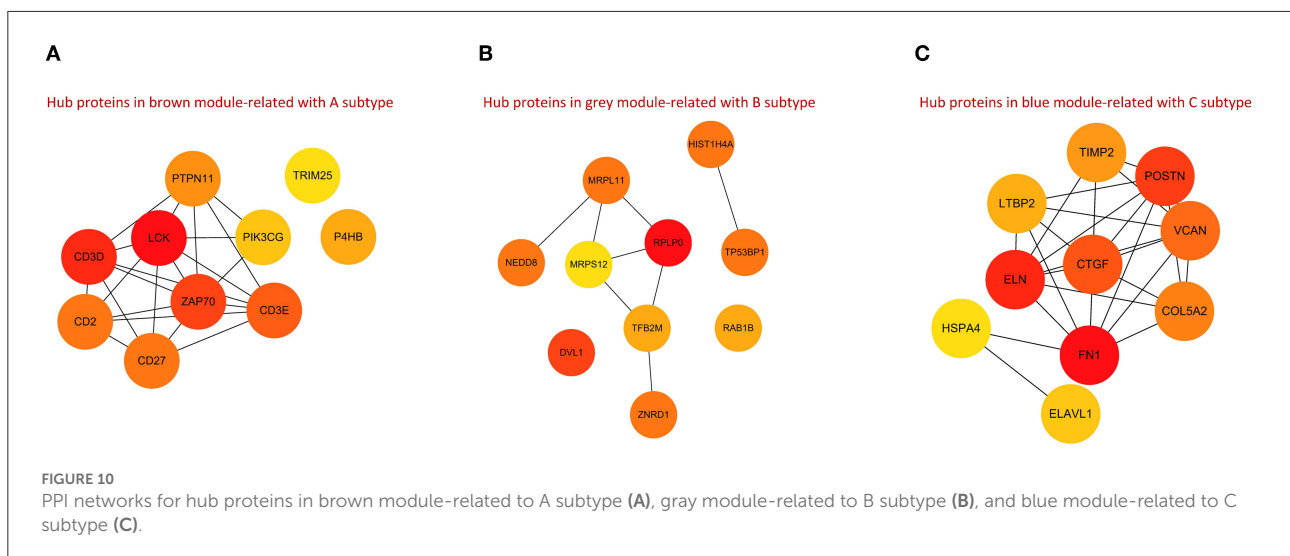 A
Hub proteins in brown module-related with A subtype
PTPN11
TRIM25
LCK
PIK3CG
P4HB
CD3D
ZAP70
CD3E
CD2
CD27
B
Hub proteins in grey module-related with B subtype
HIST1H4A
MRPL11
RPLP0
TP53BP1
NEDD8
MRPS12
TFB2M
RAB1B
DVL1
ZNRD1
C
Hub proteins in blue module-related with C subtype
TIMP2
POSTN
LTBP2
VCAN
CTGF
ELN
COL5A2
HSPA4
FN1
ELAVL1
FIGURE 10
PPI networks for hub proteins in brown module-related to A subtype (A), gray module-related to B subtype (B), and blue module-related to C
subtype (C).